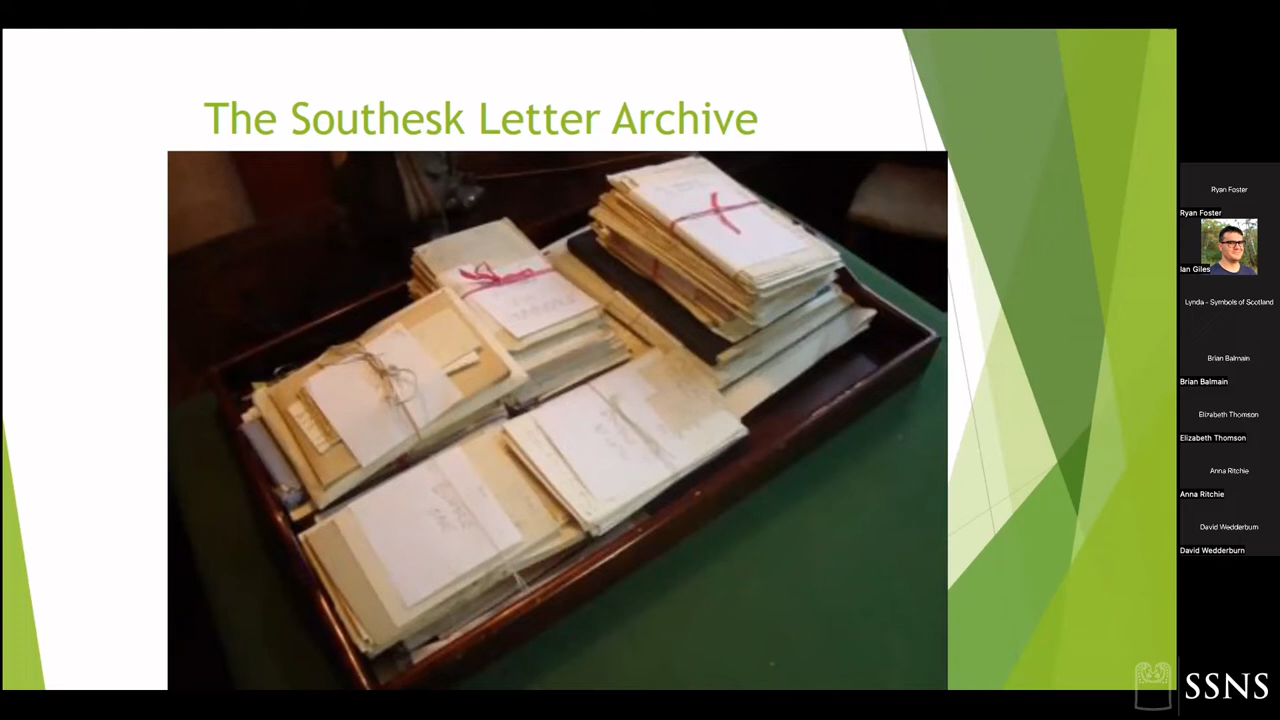 The Southesk Letter Archive
Ryan Foster
Ryan Foster
Ian Giles
Lynda - Symbols of Scotland
Brian Balmain
Brian Balmain
Elizabeth Thomson
Elizabeth Thomson
Anna Ritchie
Anna Ritchie
David Wedderburn
David Wedderburn
SSNS